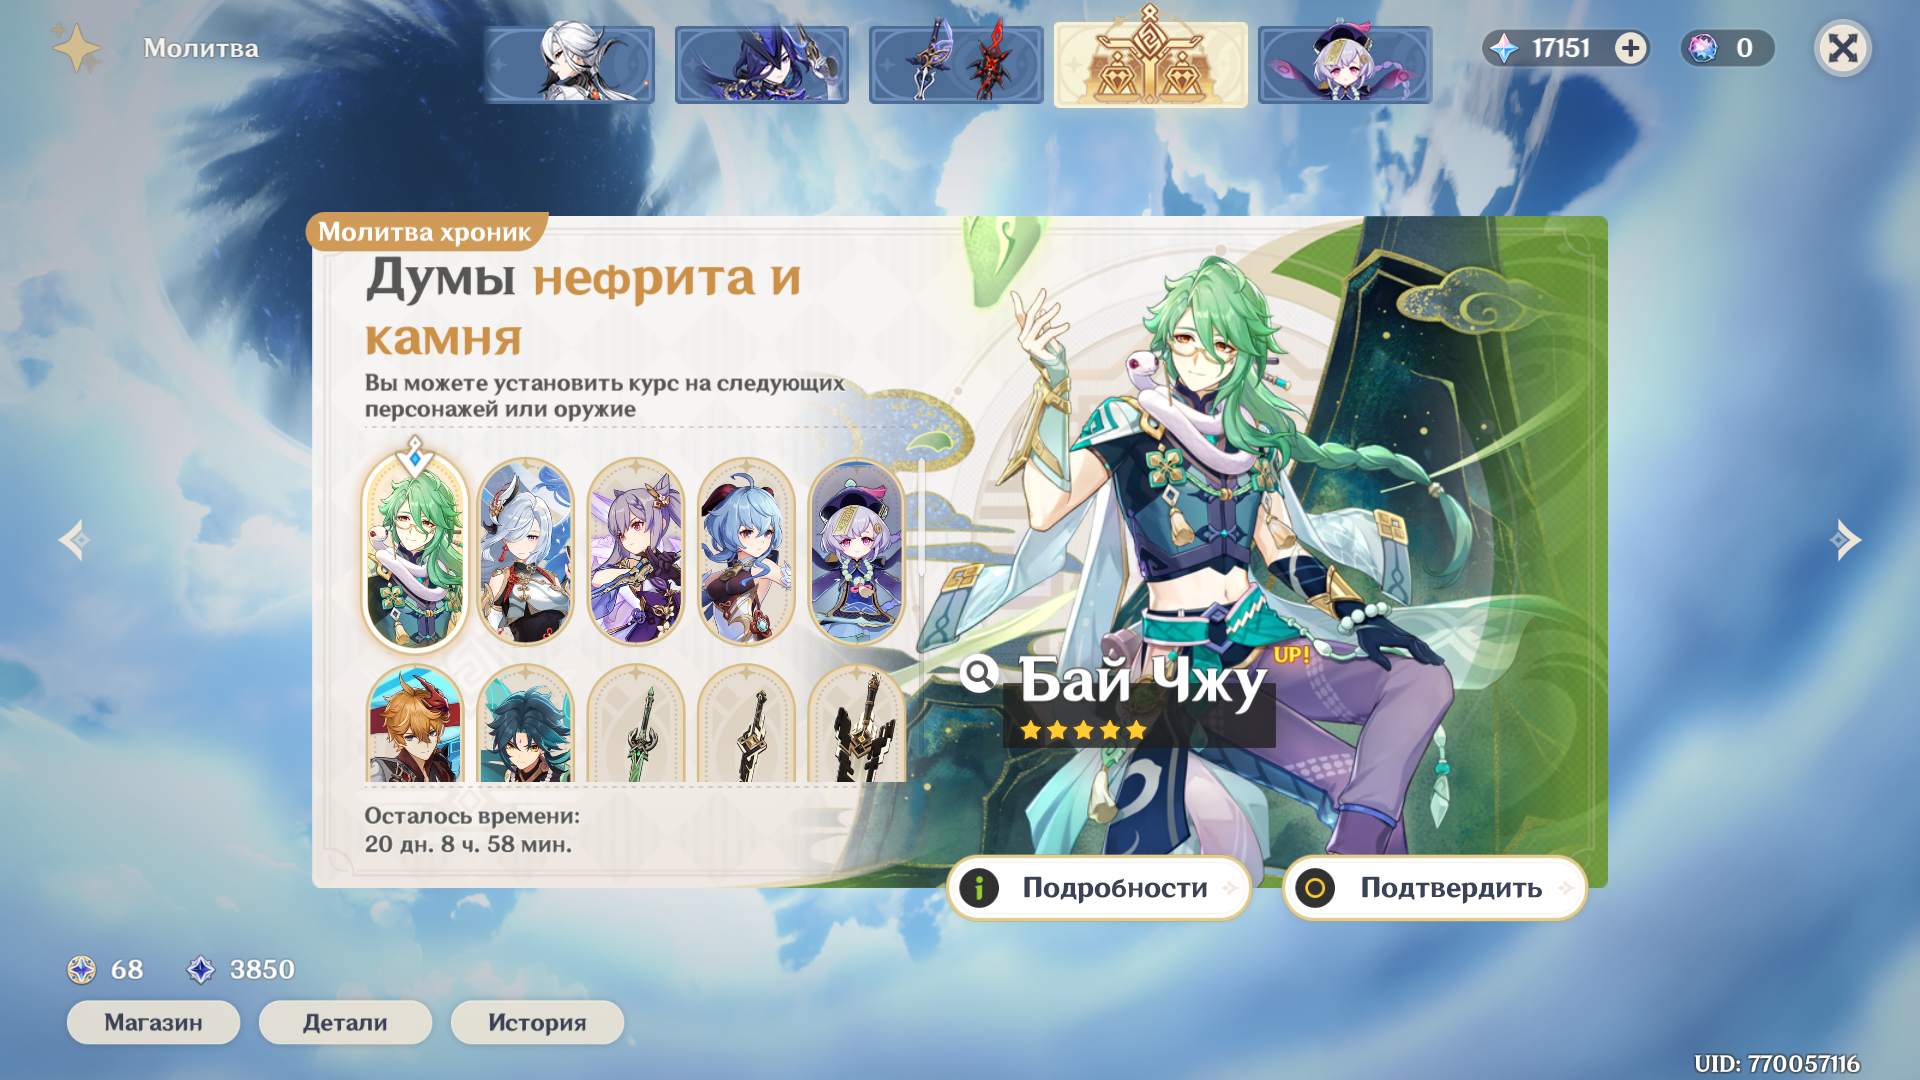 Молитва
17151
0
Молитва хроник
Думы нефрита и
камня
Вы можете установить курс на следующих
персонажей или оружие
Осталось времени:
20 дн. 8 ч. 58 мин.
Бай Чжу
UP!
Подробности
Подтвердить
68
3850
Магазин
Детали
История
UID: 770057116